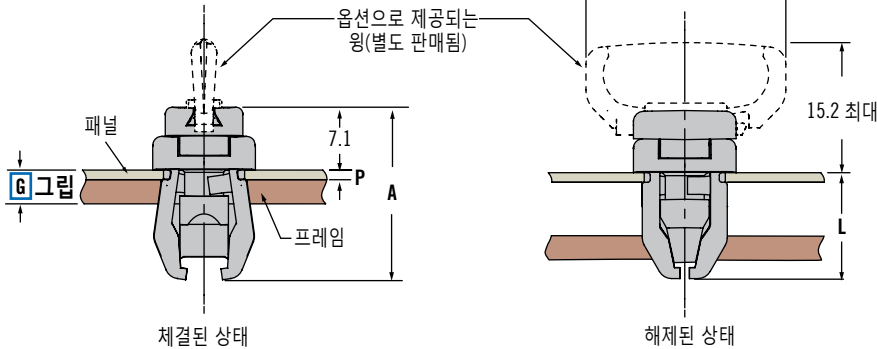 옵션으로 제공되는
윙(별도 판매됨)
패널
7.1
15.2 최대
G 그립
P
A
L
프레임
체결된 상태
해제된 상태